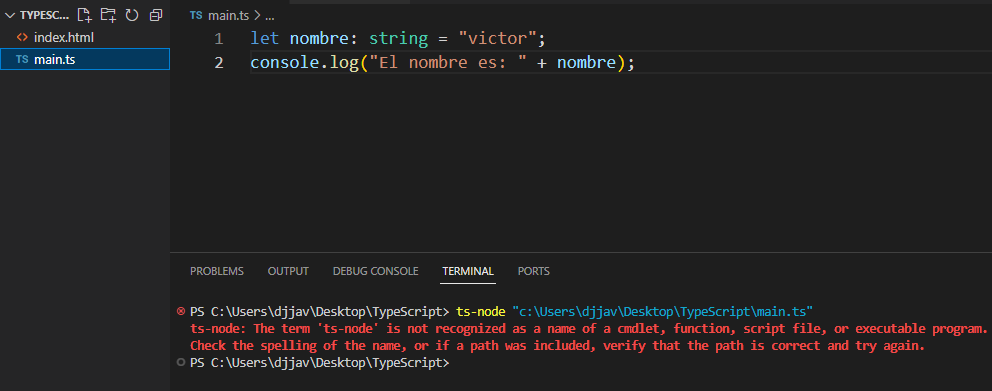 TYPESC...
index.html
TS main.ts
TS main.ts > ...
1 let nombre: string = "victor";
2 console.log("El nombre es: " + nombre);
PROBLEMS OUTPUT DEBUG CONSOLE TERMINAL PORTS
PS C:\Users\djjav\Desktop\TypeScript> ts-node "c:\Users\djjav\Desktop\TypeScript\main.ts"
ts-node: The term 'ts-node' is not recognized as a name of a cmdlet, function, script file, or executable program.
Check the spelling of the name, or if a path was included, verify that the path is correct and try again.
PS C:\Users\djjav\Desktop\TypeScript>